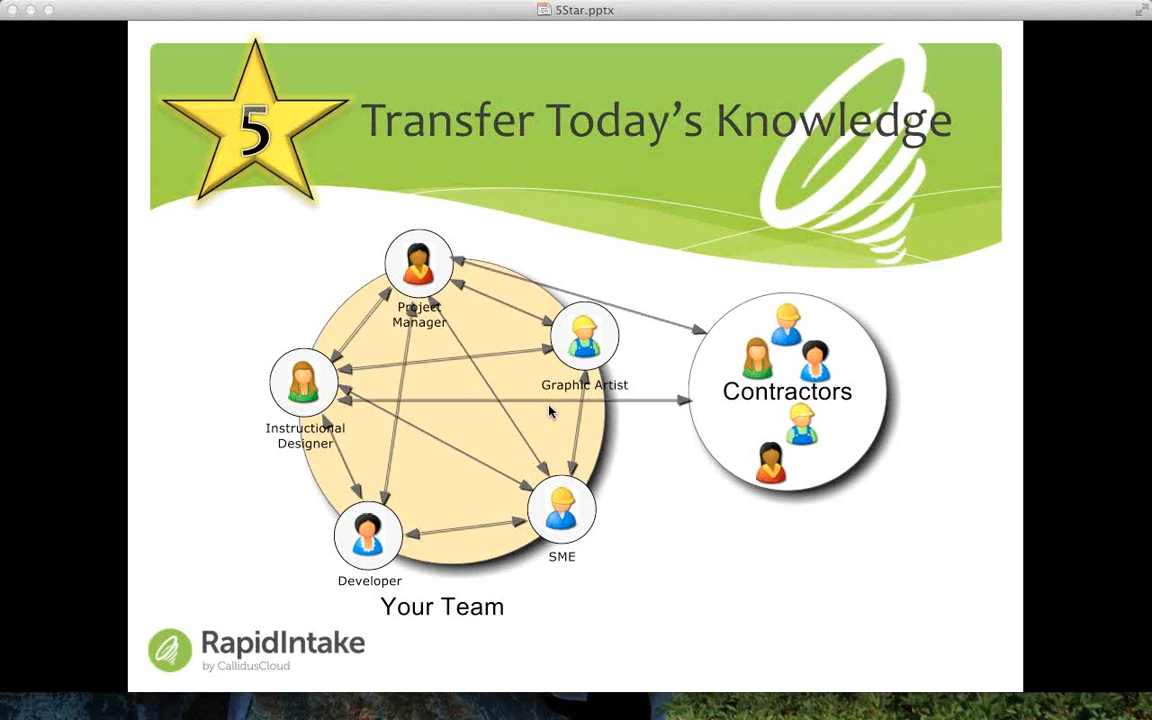 5Star.pptx
5
Transfer Today's Knowledge
Project
Manager
Graphic Artist
Contractors
Instructional
Designer
SME
Developer
Your Team
RapidIntake
by CallidusCloud